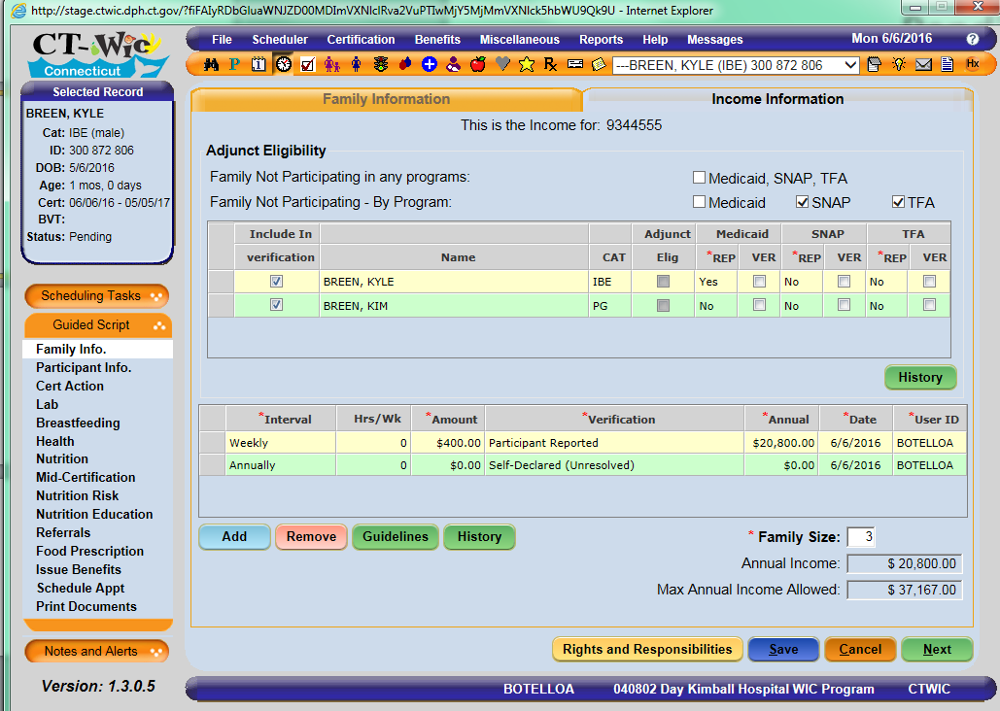 http://stage.ctwic.dph.ct.gov/?fiFAIyRDbGluaWNJZD00MDImVXNlclRva2VuPTIwMjY5MjMmVXNlck5hbWU9Qk9U - Internet Explorer
CT-Wic
Connecticut
File Scheduler Certification Benefits Miscellaneous Reports Help Messages Mon 6/6/2016 ?
P Rx ---BREEN, KYLE (IBE) 300 872 806 Hx
Selected Record
BREEN, KYLE
Cat: IBE (male)
ID: 300 872 806
DOB: 5/6/2016
Age: 1 mos, 0 days
Cert: 06/06/16 - 05/05/17
BVT:
Status: Pending
Scheduling Tasks
Guided Script
Family Info.
Participant Info.
Cert Action
Lab
Breastfeeding
Health
Nutrition
Mid-Certification
Nutrition Risk
Nutrition Education
Referrals
Food Prescription
Issue Benefits
Schedule Appt
Print Documents
Notes and Alerts
Version: 1.3.0.5
Family Information Income Information
This is the Income for: 9344555
Adjunct Eligibility
Family Not Participating in any programs: Medicaid, SNAP, TFA
Family Not Participating - By Program: Medicaid SNAP TFA
Include In Adjunct Medicaid SNAP TFA
verification Name CAT Elig *REP VER *REP VER *REP VER
BREEN, KYLE IBE Yes No No
BREEN, KIM PG No No No
History
*Interval Hrs/Wk *Amount *Verification *Annual *Date *User ID
Weekly 0 $400.00 Participant Reported $20,800.00 6/6/2016 BOTELLOA
Annually 0 $0.00 Self-Declared (Unresolved) $0.00 6/6/2016 BOTELLOA
Add Remove Guidelines History * Family Size: 3
Annual Income: $ 20,800.00
Max Annual Income Allowed: $ 37,167.00
Rights and Responsibilities Save Cancel Next
BOTELLOA 040802 Day Kimball Hospital WIC Program CTWIC